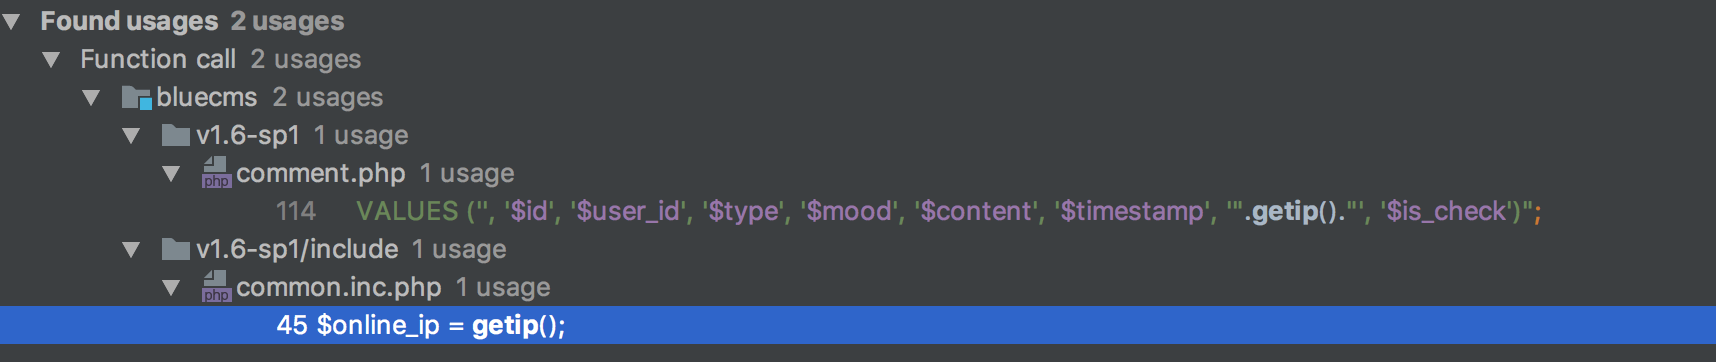 Found usages 2 usages
Function call 2 usages
bluecms 2 usages
v1.6-sp1 1 usage
php comment.php 1 usage
114 VALUES ('', '$id', '$user_id', '$type', '$mood', '$content', '$timestamp', '".getip()."', '$is_check')";
v1.6-sp1/include 1 usage
php common.inc.php 1 usage
45 $online_ip = getip();